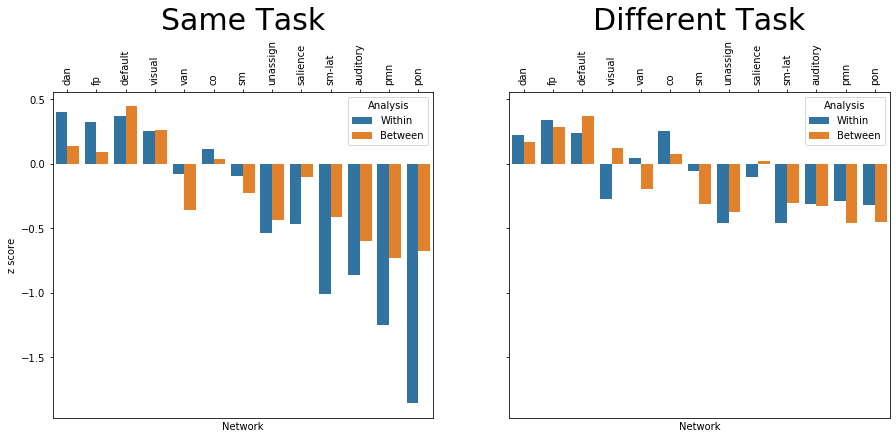 Same Task
dan fp default visual van co sm unassign salience sm-lat auditory pmn pon
Analysis
Within
Between
0.5
0.0
−0.5
−1.0
−1.5
z score
Network
Different Task
dan fp default visual van co sm unassign salience sm-lat auditory pmn pon
Analysis
Within
Between
Network